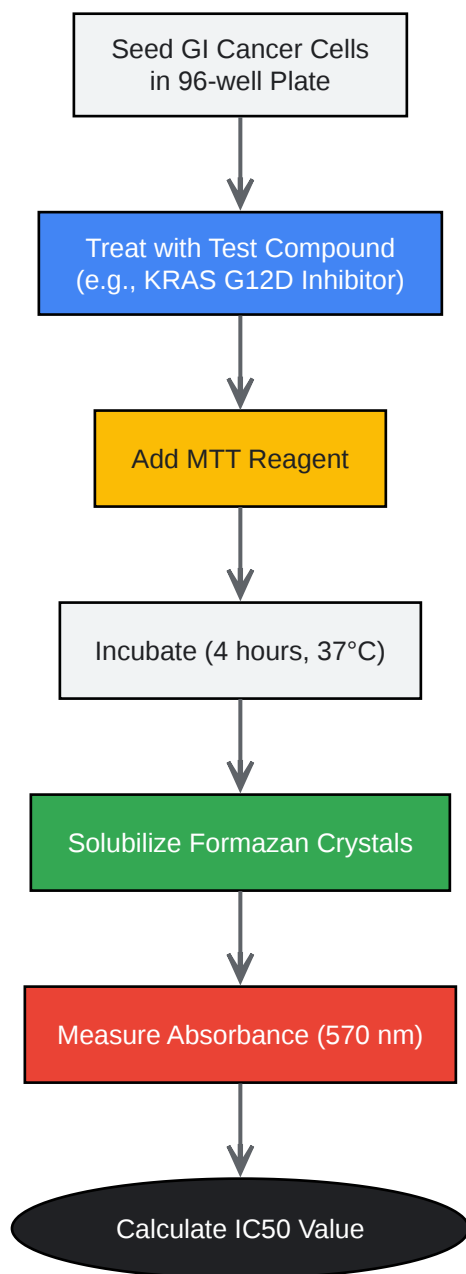 Seed GI Cancer Cells
in 96-well Plate
Treat with Test Compound
(e.g., KRAS G12D Inhibitor)
Add MTT Reagent
Incubate (4 hours, 37°C)
Solubilize Formazan Crystals
Measure Absorbance (570 nm)
Calculate IC50 Value